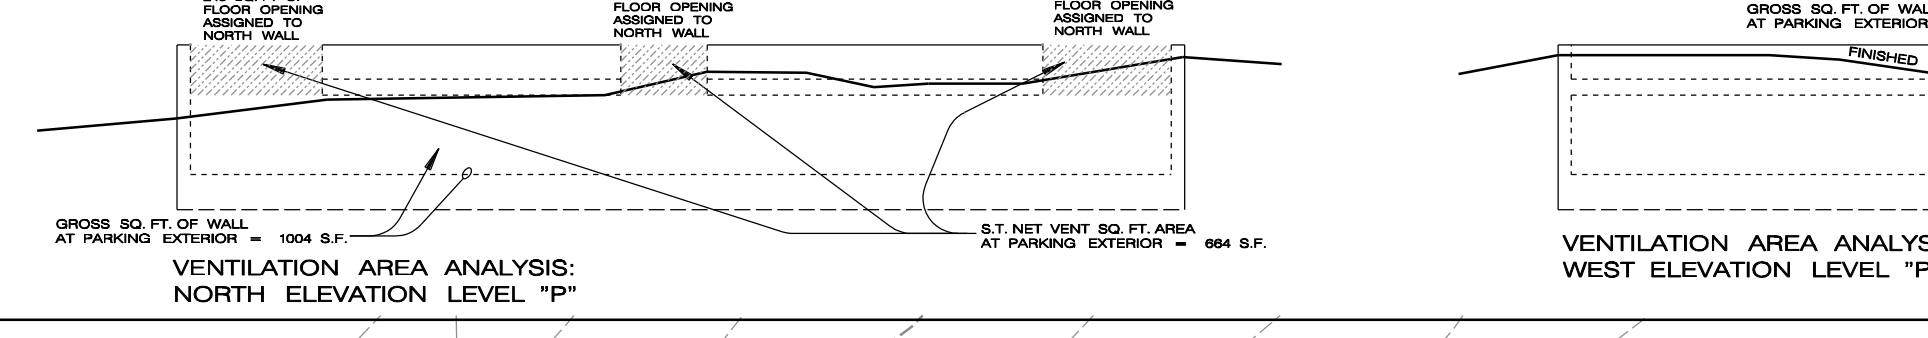 FLOOR OPENING
ASSIGNED TO
NORTH WALL
FLOOR OPENING
ASSIGNED TO
NORTH WALL
FLOOR OPENING
ASSIGNED TO
NORTH WALL
GROSS SQ. FT. OF WALL
AT PARKING EXTERIOR = 1004 S.F.
S.T. NET VENT SQ. FT. AREA
AT PARKING EXTERIOR = 664 S.F.
VENTILATION AREA ANALYSIS:
NORTH ELEVATION LEVEL "P"
GROSS SQ. FT. OF WAL
AT PARKING EXTERIOR
FINISHED
VENTILATION AREA ANALYS
WEST ELEVATION LEVEL "P